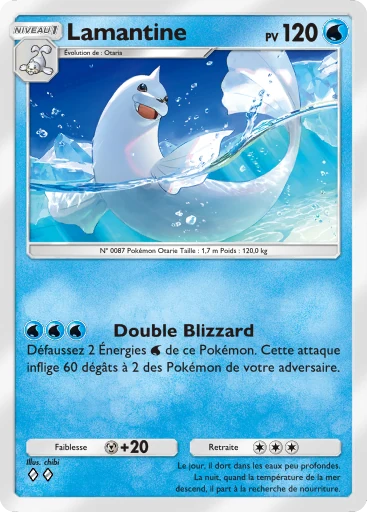 NIVEAU 1
Lamantine
PV 120
Évolution de : Otaria
N° 0087 Pokémon Otarie Taille : 1,7 m Poids : 120,0 kg
Double Blizzard
Défaussez 2 Énergies de ce Pokémon. Cette attaque
inflige 60 dégâts à 2 des Pokémon de votre adversaire.
Faiblesse +20 Retraite
Illus. chibi
Le jour, il dort dans les eaux peu profondes.
La nuit, quand la température de la mer
descend, il part à la recherche de nourriture.